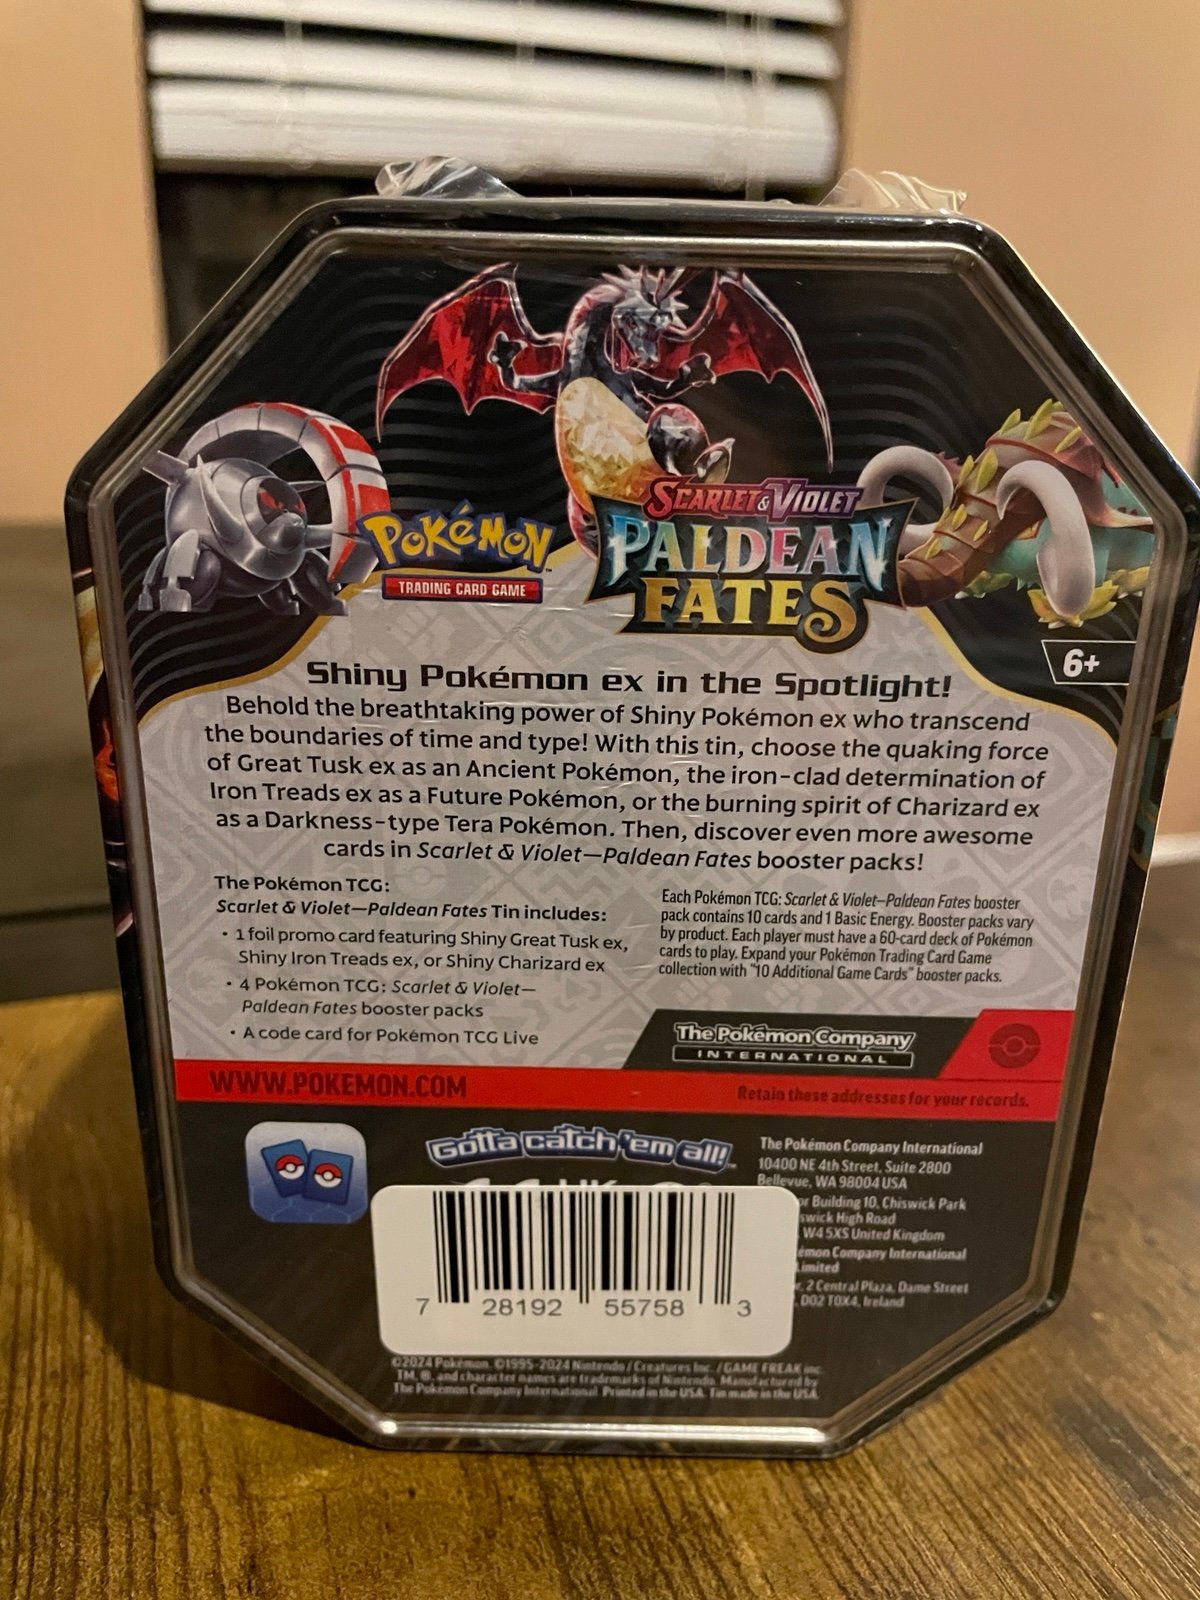 POKéMON
TRADING CARD GAME
SCARLET & VIOLET
PALDEAN
FATES
6+
Shiny Pokémon ex in the Spotlight!
Behold the breathtaking power of Shiny Pokémon ex who transcend
the boundaries of time and type! With this tin, choose the quaking force
of Great Tusk ex as an Ancient Pokémon, the iron-clad determination of
Iron Treads ex as a Future Pokémon, or the burning spirit of Charizard ex
as a Darkness-type Tera Pokémon. Then, discover even more awesome
cards in Scarlet & Violet—Paldean Fates booster packs!
The Pokémon TCG:
Scarlet & Violet—Paldean Fates Tin includes:
• 1 foil promo card featuring Shiny Great Tusk ex,
Shiny Iron Treads ex, or Shiny Charizard ex
• 4 Pokémon TCG: Scarlet & Violet—
Paldean Fates booster packs
• A code card for Pokémon TCG Live
Each Pokémon TCG: Scarlet & Violet—Paldean Fates booster
pack contains 10 cards and 1 Basic Energy. Booster packs vary
by product. Each player must have a 60-card deck of Pokémon
cards to play. Expand your Pokémon Trading Card Game
collection with "10 Additional Game Cards" booster packs.
The Pokémon Company
INTERNATIONAL
WWW.POKEMON.COM
Retain these addresses for your records.
Gotta catch 'em all!
The Pokémon Company International
10400 NE 4th Street, Suite 2800
Bellevue, WA 98004 USA
Building 10, Chiswick Park
High Road
W4 5XS United Kingdom
Company International
Limited
2 Central Plaza, Dame Street
D02 T0X4, Ireland
7 28192 55758 3
©2024 Pokémon. ©1995-2024 Nintendo / Creatures Inc. / GAME FREAK inc.
TM, ®, and character names are trademarks of Nintendo. Manufactured by
The Pokémon Company International. Printed in the USA. Tin made in the USA.